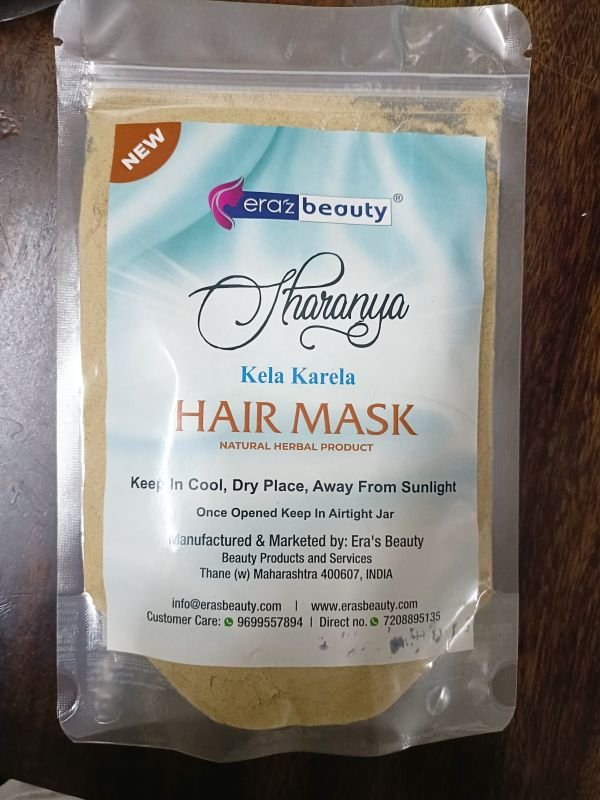 NEW
era'z beauty®
Sharanya
Kela Karela
HAIR MASK
NATURAL HERBAL PRODUCT
Keep In Cool, Dry Place, Away From Sunlight
Once Opened Keep In Airtight Jar
Manufactured & Marketed by: Era's Beauty
Beauty Products and Services
Thane (w) Maharashtra 400607, INDIA
info@erasbeauty.com | www.erasbeauty.com
Customer Care: 9699557894 | Direct no. 7208895135